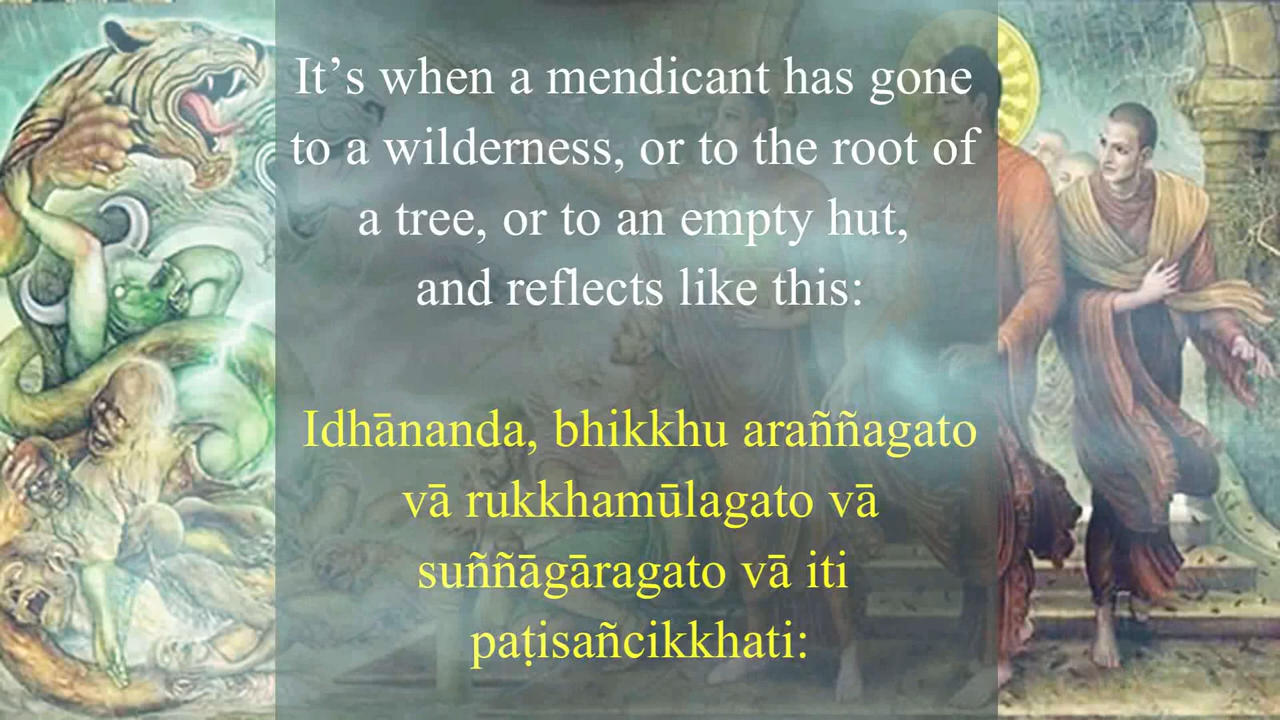 It’s when a mendicant has gone
to a wilderness, or to the root of
a tree, or to an empty hut,
and reflects like this:
Idhānanda, bhikkhu araññagato
vā rukkhamūlagato vā
suññāgāragato vā iti
paṭisañcikkhati: